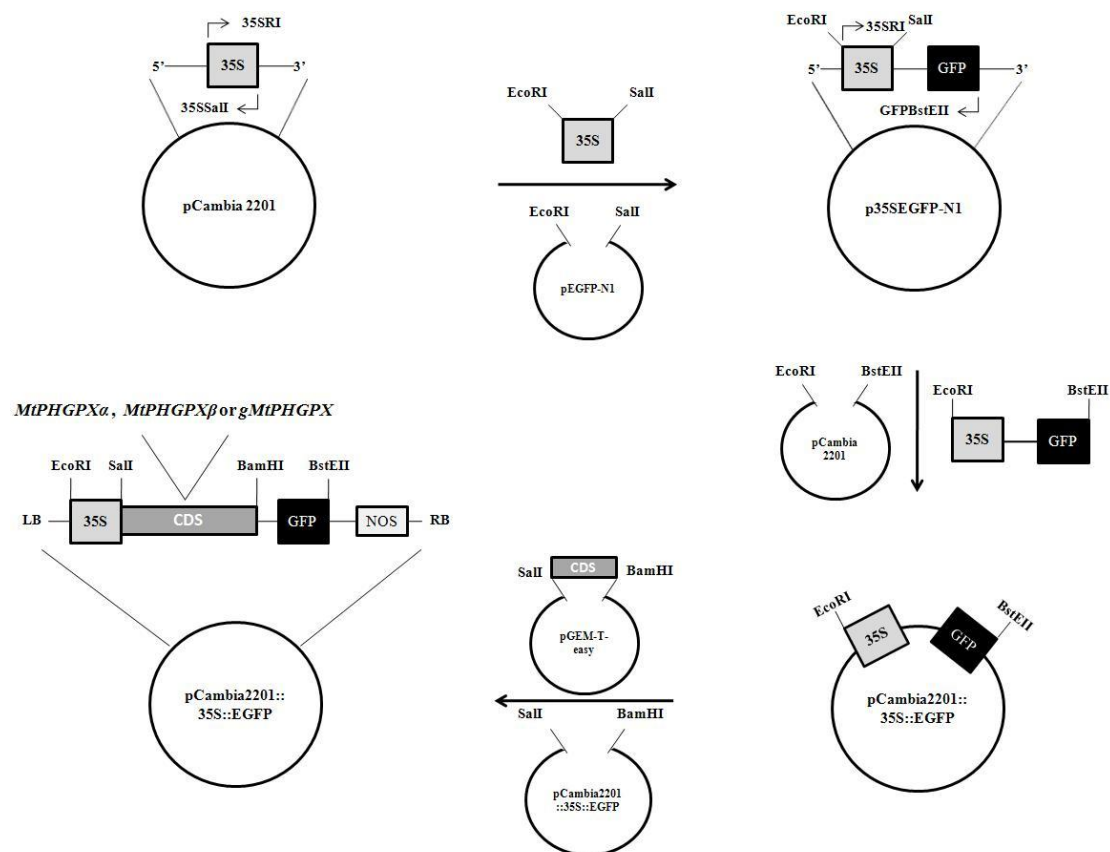 35SRI
5’
35S
3’
35SSalI
pCambia 2201
EcoRI
SalI
35S
EcoRI
SalI
pEGFP-N1
EcoRI
35SRI
SalI
5’
35S
GFP
3’
GFPBstEII
p35SEGFP-N1
EcoRI
BstEII
pCambia
2201
EcoRI
BstEII
35S
GFP
EcoRI
BstEII
35S
GFP
pCambia2201::
35S::EGFP
SalI
CDS
BamHI
pGEM-T-
easy
SalI
BamHI
pCambia2201
::35S::EGFP
MtPHGPXα, MtPHGPXβ or gMtPHGPX
EcoRI
SalI
BamHI
BstEII
LB
35S
CDS
GFP
NOS
RB
pCambia2201::
35S::EGFP